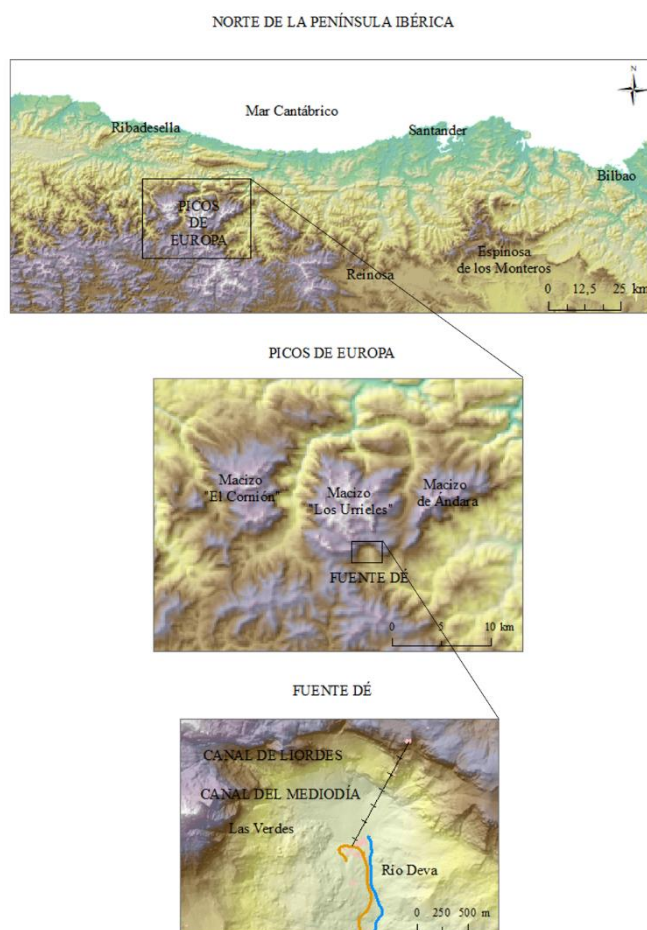 NORTE DE LA PENÍNSULA IBÉRICA
N
Mar Cantábrico
Ribadesella
Santander
Bilbao
PICOS
DE
EUROPA
Espinosa
de los Monteros
Reinosa
0 12,5 25 km
PICOS DE EUROPA
Macizo
"El Cornión"
Macizo
"Los Urrieles"
Macizo
de Ándara
FUENTE DÉ
0 5 10 km
FUENTE DÉ
CANAL DE LIORDES
CANAL DEL MEDIODÍA
Las Verdes
Río Deva
0 250 500 m